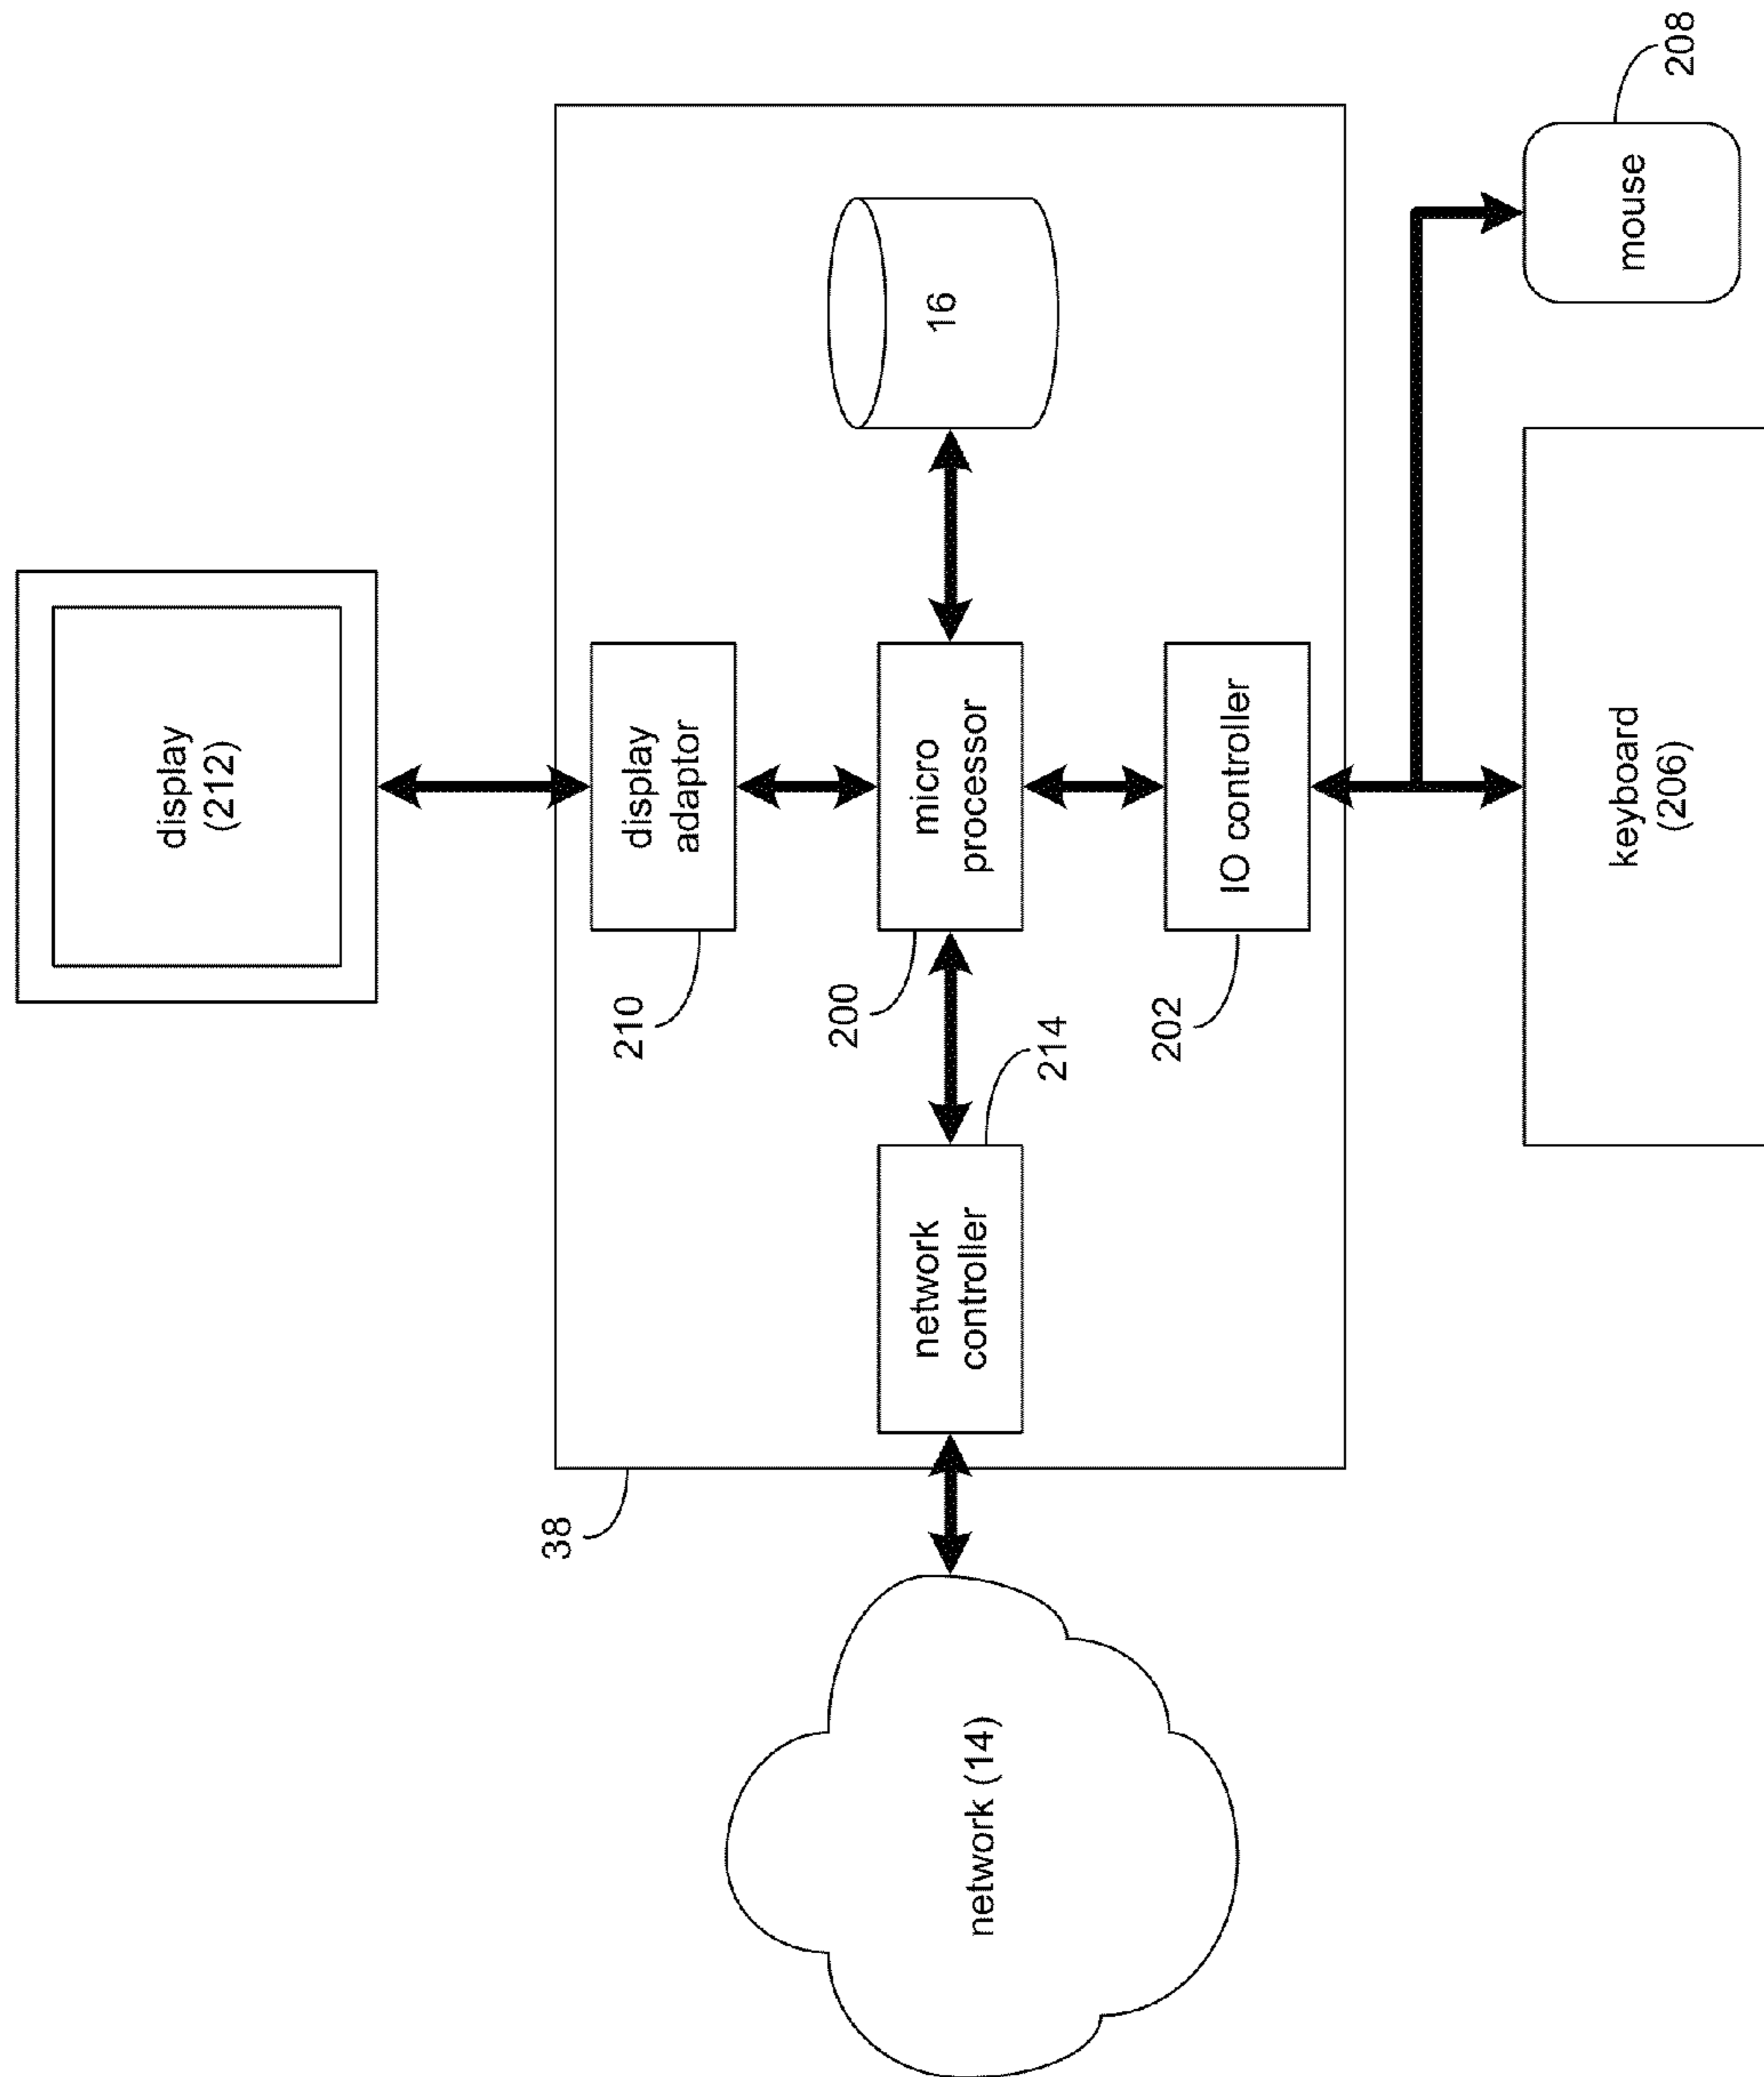 display
(212)
210
display
adaptor
38
network (14)
network
controller
214
200
micro
processor
16
202
IO controller
keyboard
(206)
mouse
208